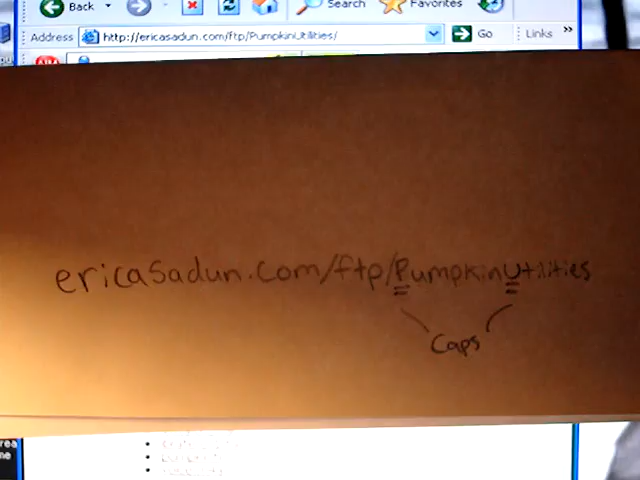 Back
Search
Favorites
Address
http://ericasadun.com/ftp/PumpkinUtilities/
Go
Links »
ericaSadun.com/ftp/PumpkinUtilities
Caps